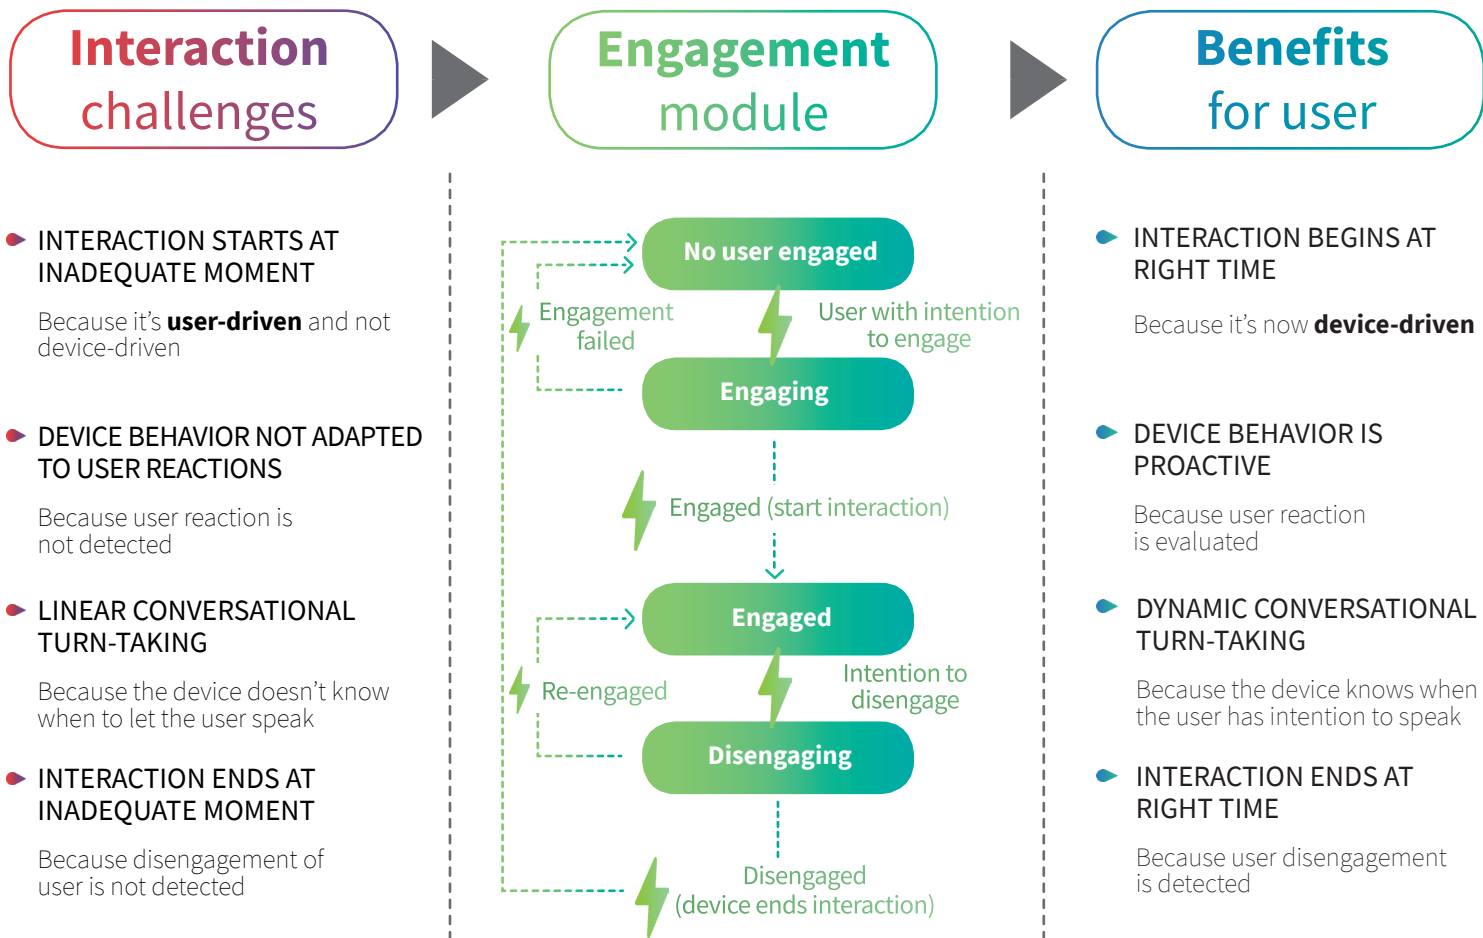 Interaction
challenges
Engagement
module
Benefits
for user
INTERACTION STARTS AT
INADEQUATE MOMENT
Because it’s user-driven and not
device-driven
DEVICE BEHAVIOR NOT ADAPTED
TO USER REACTIONS
Because user reaction is
not detected
LINEAR CONVERSATIONAL
TURN-TAKING
Because the device doesn’t know
when to let the user speak
INTERACTION ENDS AT
INADEQUATE MOMENT
Because disengagement of
user is not detected
No user engaged
Engagement
failed
User with intention
to engage
Engaging
Engaged (start interaction)
Engaged
Re-engaged
Intention to
disengage
Disengaging
Disengaged
(device ends interaction)
INTERACTION BEGINS AT
RIGHT TIME
Because it’s now device-driven
DEVICE BEHAVIOR IS
PROACTIVE
Because user reaction
is evaluated
DYNAMIC CONVERSATIONAL
TURN-TAKING
Because the device knows when
the user has intention to speak
INTERACTION ENDS AT
RIGHT TIME
Because user disengagement
is detected